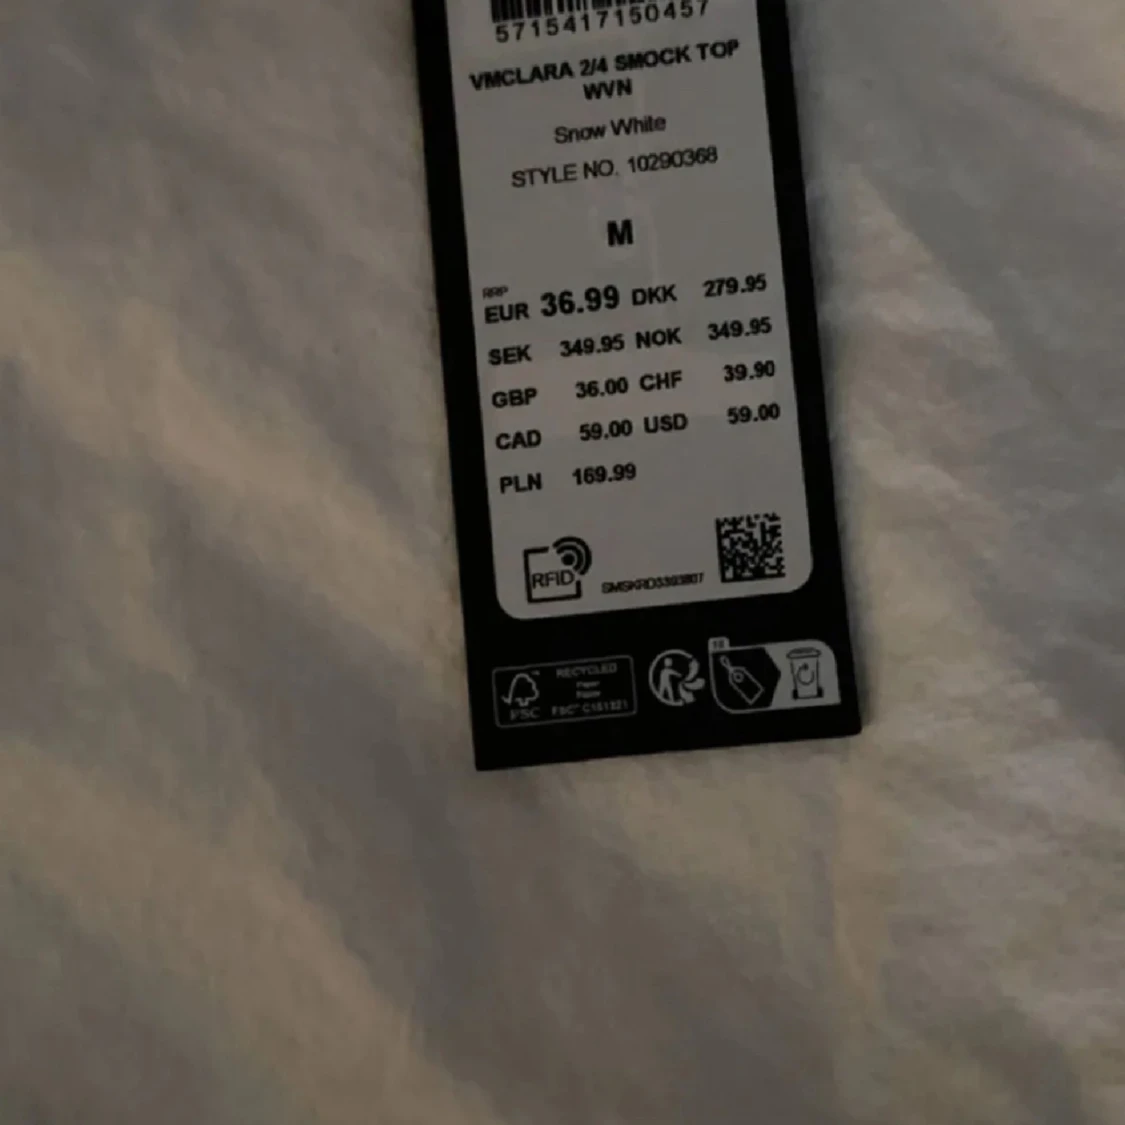 5715417150457
VMCLARA 2/4 SMOCK TOP
WVN
Snow White
STYLE NO. 10290368
M
RRP
EUR 36.99 DKK 279.95
SEK 349.95 NOK 349.95
GBP 36.00 CHF 39.90
CAD 59.00 USD 59.00
PLN 169.99
RFID
RECYCLED
FSC